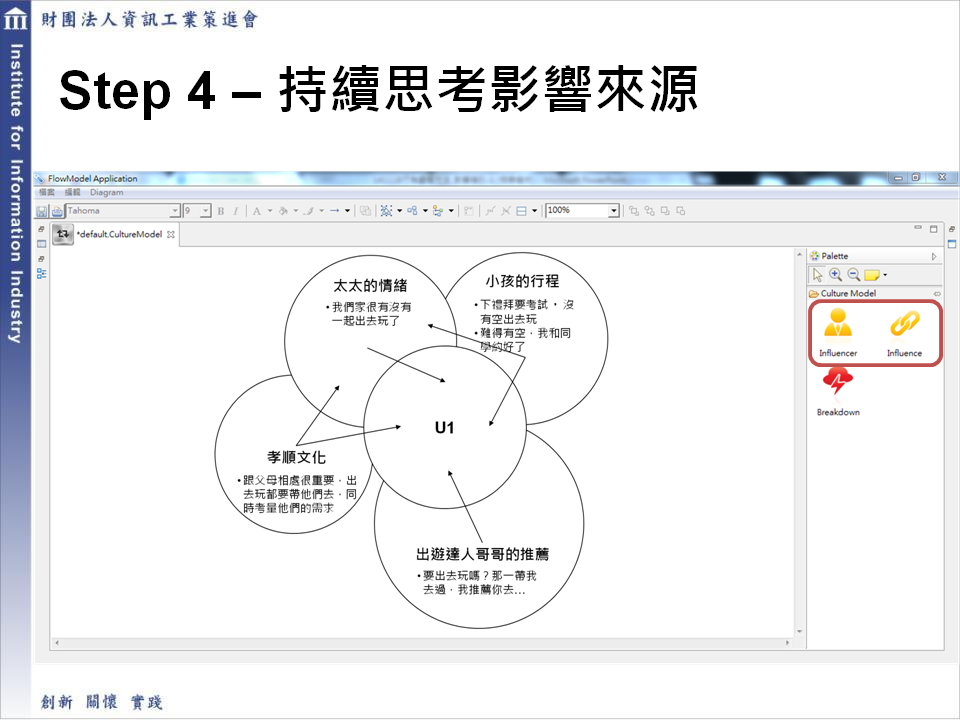 財團法人資訊工業策進會
Institute for Information Industry
Step 4 – 持續思考影響來源
FlowModel Application
檔案 編輯 Diagram
Tahoma 9 B I A 100%
*default.CultureModel
太太的情緒
•我們家很有沒有
一起出去玩了
小孩的行程
•下禮拜要考試，沒
有空出去玩
•難得有空，我和同
學約好了
U1
孝順文化
•跟父母相處很重要，出
去玩都要帶他們去，同
時考量他們的需求
出遊達人哥哥的推薦
•要出去玩嗎？那一帶我
去過，我推薦你去…
Palette
Culture Model
Influencer Influence
Breakdown
創新 關懷 實踐